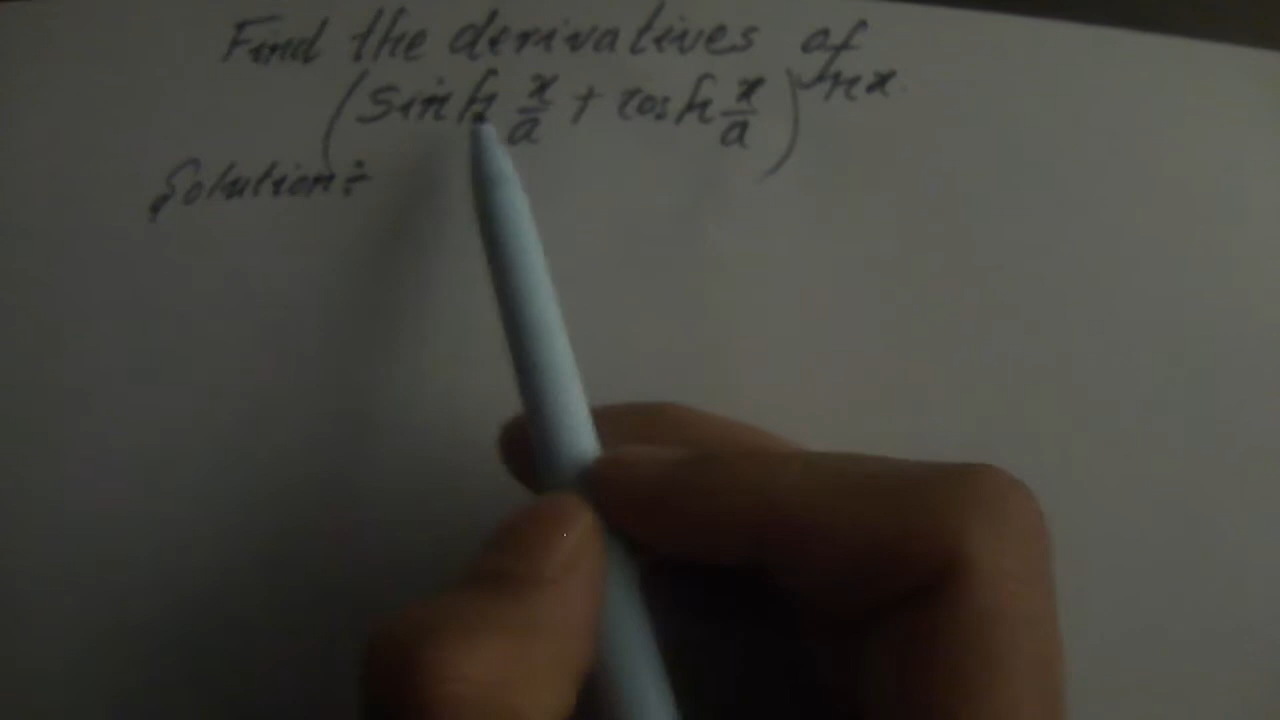 Find the derivatives of
(sinh x/a + cosh x/a)^nx
Solution:-